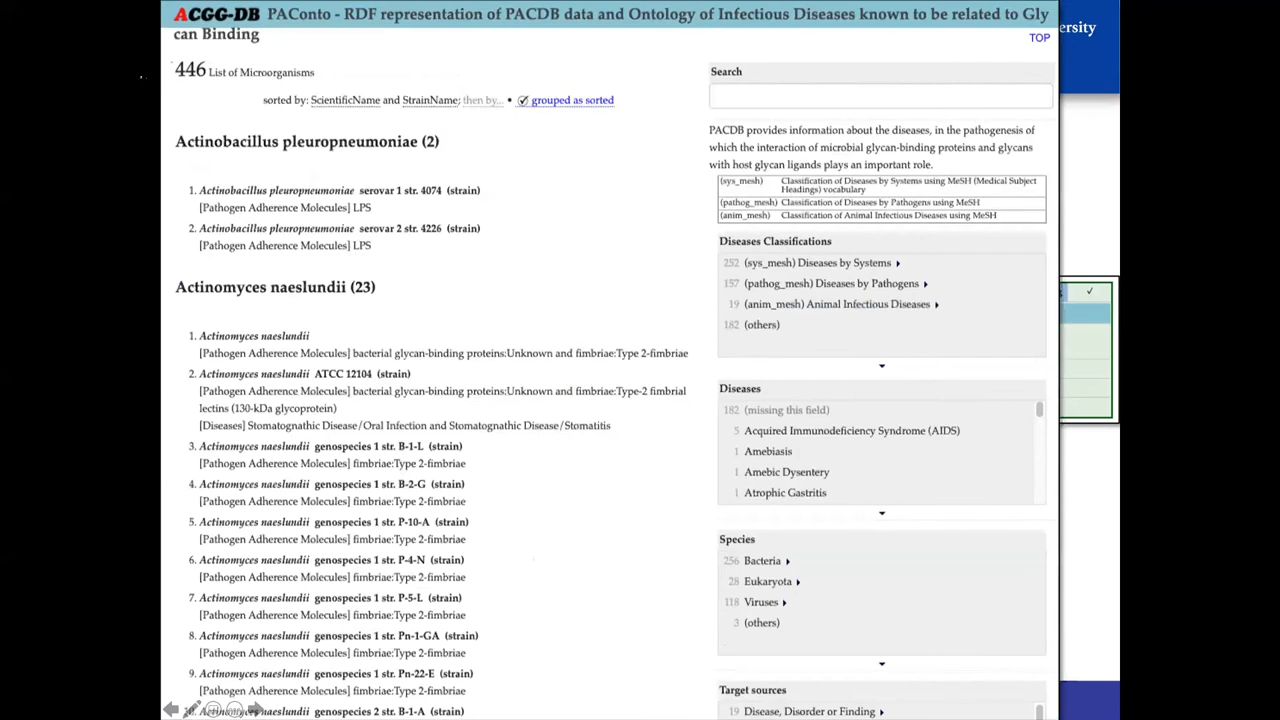 ACGG-DB PAConto - RDF representation of PACDB data and Ontology of Infectious Diseases known to be related to Gly
can Binding
TOP
ersity
446 List of Microorganisms
sorted by: ScientificName and StrainName; then by... • grouped as sorted
Actinobacillus pleuropneumoniae (2)
1. Actinobacillus pleuropneumoniae serovar 1 str. 4074 (strain)
[Pathogen Adherence Molecules] LPS
2. Actinobacillus pleuropneumoniae serovar 2 str. 4226 (strain)
[Pathogen Adherence Molecules] LPS
Actinomyces naeslundii (23)
1. Actinomyces naeslundii
[Pathogen Adherence Molecules] bacterial glycan-binding proteins:Unknown and fimbriae:Type 2-fimbriae
2. Actinomyces naeslundii ATCC 12104 (strain)
[Pathogen Adherence Molecules] bacterial glycan-binding proteins:Unknown and fimbriae:Type-2 fimbrial
lectins (130-kDa glycoprotein)
[Diseases] Stomatognathic Disease/Oral Infection and Stomatognathic Disease/Stomatitis
3. Actinomyces naeslundii genospecies 1 str. B-1-L (strain)
[Pathogen Adherence Molecules] fimbriae:Type 2-fimbriae
4. Actinomyces naeslundii genospecies 1 str. B-2-G (strain)
[Pathogen Adherence Molecules] fimbriae:Type 2-fimbriae
5. Actinomyces naeslundii genospecies 1 str. P-10-A (strain)
[Pathogen Adherence Molecules] fimbriae:Type 2-fimbriae
6. Actinomyces naeslundii genospecies 1 str. P-4-N (strain)
[Pathogen Adherence Molecules] fimbriae:Type 2-fimbriae
7. Actinomyces naeslundii genospecies 1 str. P-5-L (strain)
[Pathogen Adherence Molecules] fimbriae:Type 2-fimbriae
8. Actinomyces naeslundii genospecies 1 str. Pn-1-GA (strain)
[Pathogen Adherence Molecules] fimbriae:Type 2-fimbriae
9. Actinomyces naeslundii genospecies 1 str. Pn-22-E (strain)
[Pathogen Adherence Molecules] fimbriae:Type 2-fimbriae
10. Actinomyces naeslundii genospecies 2 str. B-1-A (strain)
Search
PACDB provides information about the diseases, in the pathogenesis of
which the interaction of microbial glycan-binding proteins and glycans
with host glycan ligands plays an important role.
(sys_mesh) Classification of Diseases by Systems using MeSH (Medical Subject
Headings) vocabulary
(pathog_mesh) Classification of Diseases by Pathogens using MeSH
(anim_mesh) Classification of Animal Infectious Diseases using MeSH
Diseases Classifications
252 (sys_mesh) Diseases by Systems
157 (pathog_mesh) Diseases by Pathogens
19 (anim_mesh) Animal Infectious Diseases
182 (others)
Diseases
182 (missing this field)
5 Acquired Immunodeficiency Syndrome (AIDS)
1 Amebiasis
1 Amebic Dysentery
1 Atrophic Gastritis
Species
256 Bacteria
28 Eukaryota
118 Viruses
3 (others)
Target sources
19 Disease, Disorder or Finding